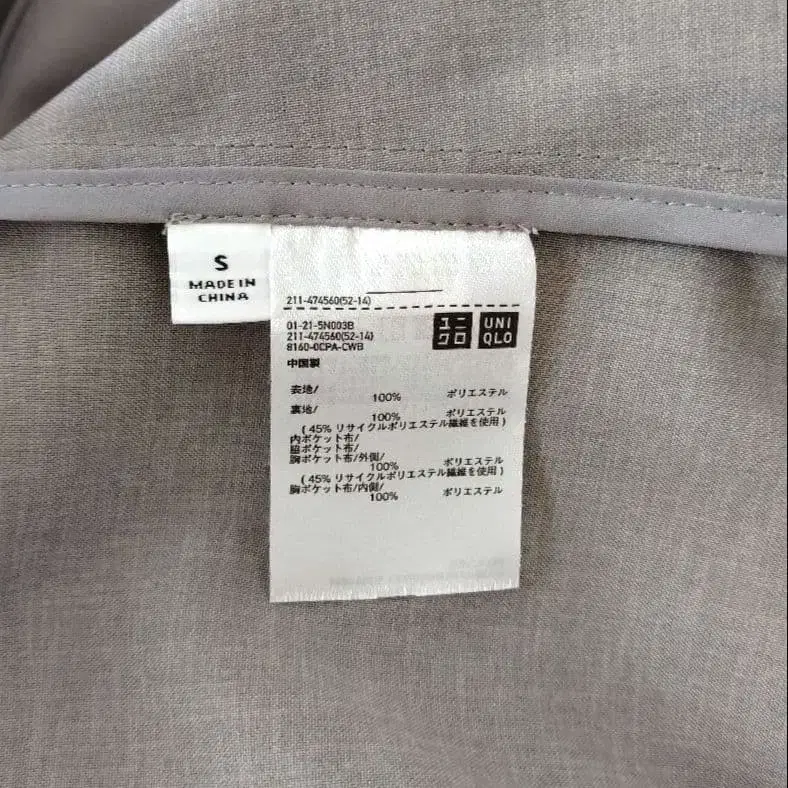 S
MADE IN
CHINA
211-474560(52-14)
01-21-5N003B
211-474560(52-14)
8160-0CPA-CWB
ユニ
クロ
UNI
QLO
中国製
表地/
100% ポリエステル
裏地/
100% ポリエステル
( 45% リサイクルポリエステル繊維を使用 )
内ポケット布/
脇ポケット布/
胸ポケット布/外側/
100% ポリエステル
( 45% リサイクルポリエステル繊維を使用 )
胸ポケット布/内側/
100% ポリエステル